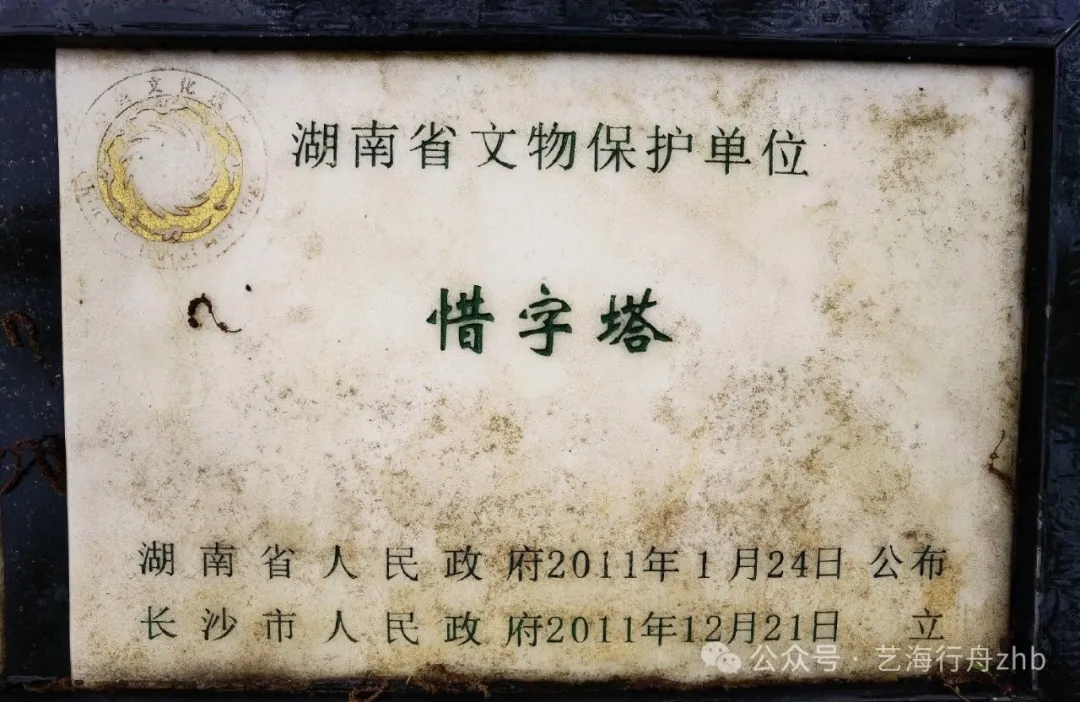 文化
湖南省文物保护单位
惜字塔
湖南省人民政府2011年1月24日公布
长沙市人民政府2011年12月21日 立
公众号·艺海行舟zhb